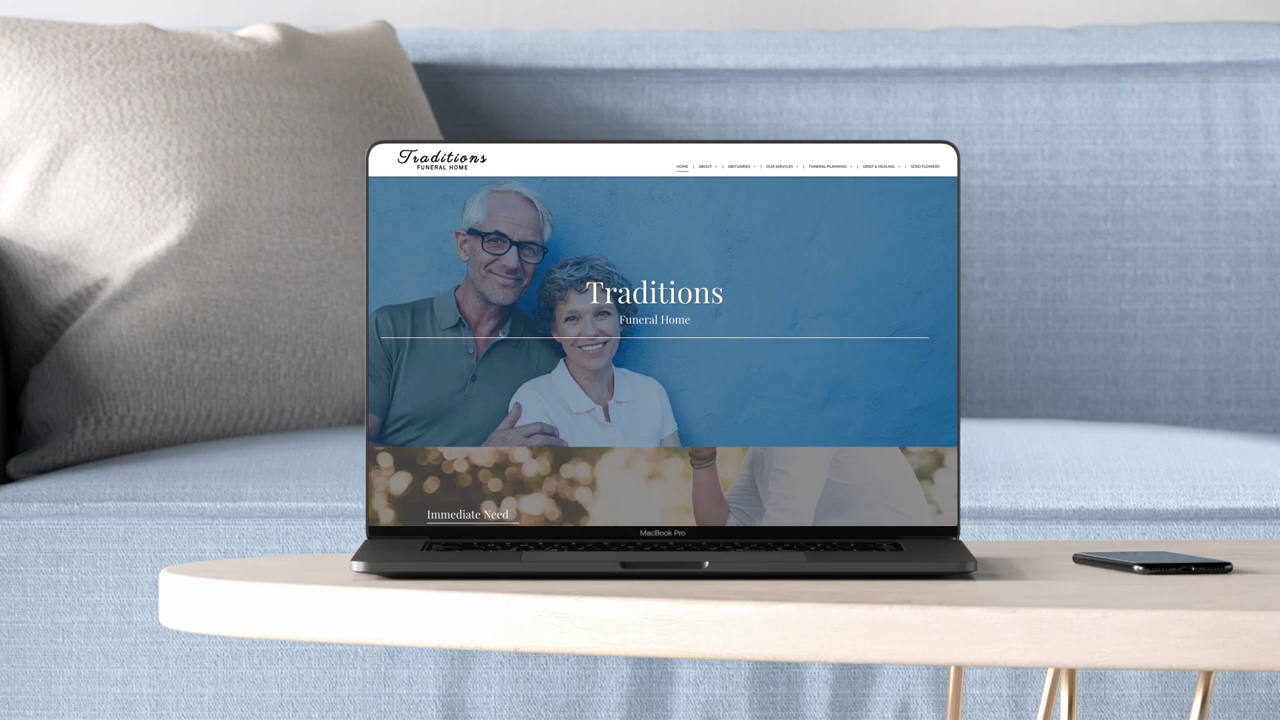 Traditions
FUNERAL HOME
HOME | ABOUT | OBITUARIES | OUR SERVICES | FUNERAL PLANNING | GRIEF & HEALING | SEND FLOWERS
Traditions
Funeral Home
Immediate Need
MacBook Pro